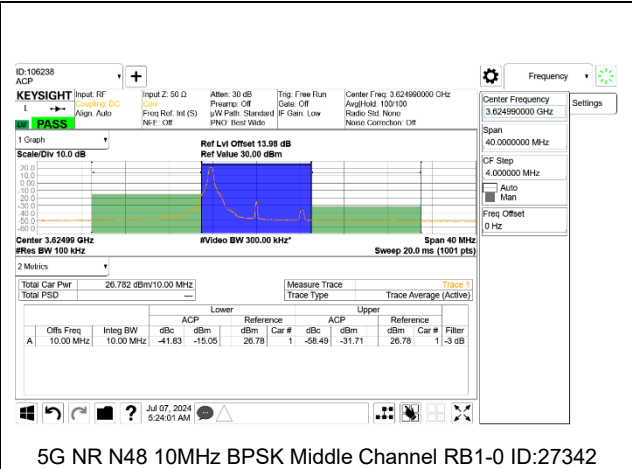 ID:106238
ACP
Frequency
KEYSIGHT
L
LXI PASS
Input: RF
Coupling: DC
Align: Auto
Input Z: 50 Ω
Corr
Freq Ref: Int (S)
NFE: Off
Atten: 30 dB
Preamp: Off
µW Path: Standard
PNO: Best Wide
Trig: Free Run
Gate: Off
IF Gain: Low
Center Freq: 3.624990000 GHz
Avg|Hold: 100/100
Radio Std: None
Noise Correction: Off
Center Frequency
3.624990000 GHz
Settings
Span
40.0000000 MHz
CF Step
4.000000 MHz
Auto
Man
Freq Offset
0 Hz
1 Graph
Scale/Div 10.0 dB
Ref Lvl Offset 13.98 dB
Ref Value 30.00 dBm
20.0
10.0
0.00
-10.0
-20.0
-30.0
-40.0
-50.0
-60.0
Center 3.62499 GHz
#Video BW 300.00 kHz*
Span 40 MHz
#Res BW 100 kHz
Sweep 20.0 ms (1001 pts)
2 Metrics
Total Car Pwr 26.782 dBm/10.00 MHz
Total PSD ---
Measure Trace Trace 1
Trace Type Trace Average (Active)
Lower Upper
ACP Reference ACP Reference
Offs Freq Integ BW dBc dBm dBm Car # dBc dBm dBm Car # Filter
A 10.00 MHz 10.00 MHz -41.83 -15.05 26.78 1 -58.49 -31.71 26.78 1 -3 dB
Jul 07, 2024
5:24:01 AM
5G NR N48 10MHz BPSK Middle Channel RB1-0 ID:27342